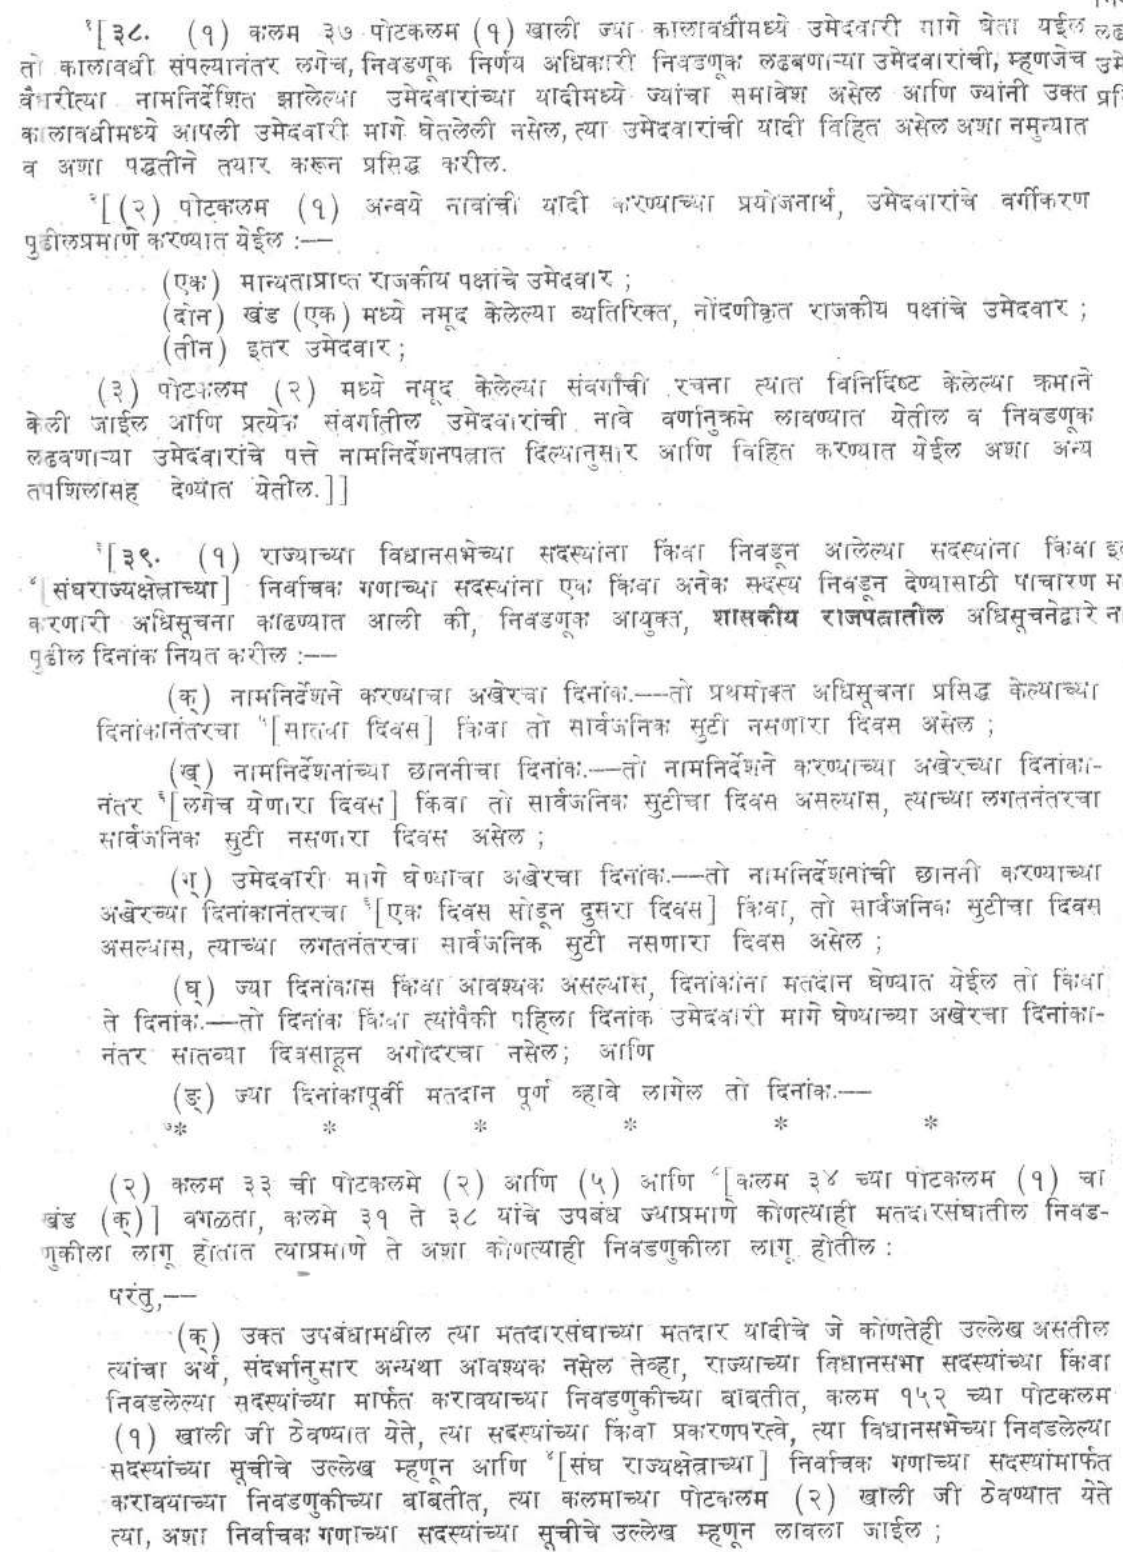 १[३८. (१) कलम ३७ पोटकलम (१) खाली ज्या कालावधीमध्ये उमेदवारी मागे घेता येईल
तो कालावधी संपल्यानंतर लगेच, निवडणूक निर्णय अधिकारी निवडणूक लढवणाऱ्या उमेदवारांची, म्हणजेच
वैधरीत्या नामनिर्देशित झालेल्या उमेदवारांच्या यादीमध्ये ज्यांचा समावेश असेल आणि ज्यांनी उक्त
कालावधीमध्ये आपली उमेदवारी मागे घेतलेली नसेल, त्या उमेदवारांची यादी विहित असेल अशा नमुन्यात
व अशा पद्धतीने तयार करून प्रसिद्ध करील.
२[(२) पोटकलम (१) अन्वये नावांची यादी करण्याच्या प्रयोजनार्थ, उमेदवारांचे वर्गीकरण
पुढीलप्रमाणे करण्यात येईल :——
(एक) मान्यताप्राप्त राजकीय पक्षांचे उमेदवार ;
(दोन) खंड (एक) मध्ये नमूद केलेल्या व्यतिरिक्त, नोंदणीकृत राजकीय पक्षांचे उमेदवार ;
(तीन) इतर उमेदवार ;
(३) पोटकलम (२) मध्ये नमूद केलेल्या संवर्गांची रचना त्यात विनिर्दिष्ट केलेल्या क्रमाने
केली जाईल आणि प्रत्येक संवर्गातील उमेदवारांची नावे वर्णानुक्रमे लावण्यात येतील व निवडणूक
लढवणाऱ्या उमेदवारांचे पत्ते नामनिर्देशनपत्रात दिल्यानुसार आणि विहित करण्यात येईल अशा अन्य
तपशिलासह देण्यात येतील.]]
३[३९. (१) राज्याच्या विधानसभेच्या सदस्यांना किंवा निवडून आलेल्या सदस्यांना किंवा
४[संघराज्यक्षेत्राच्या] निर्वाचक गणाच्या सदस्यांना एक किंवा अनेक सदस्य निवडून देण्यासाठी पाचारण
करणारी अधिसूचना काढण्यात आली की, निवडणूक आयुक्त, शासकीय राजपत्रातील अधिसूचनेद्वारे
पुढील दिनांक नियत करील :——
(क्) नामनिर्देशने करण्याचा अखेरचा दिनांक.——तो प्रथमोक्त अधिसूचना प्रसिद्ध केल्याच्या
दिनांकानंतरचा ५[सातवा दिवस] किंवा तो सार्वजनिक सुटी नसणारा दिवस असेल ;
(ख्) नामनिर्देशनांच्या छाननीचा दिनांक.——तो नामनिर्देशने करण्याच्या अखेरच्या दिनांका-
नंतर ६[लगेच येणारा दिवस] किंवा तो सार्वजनिक सुटीचा दिवस असल्यास, त्याच्या लगतनंतरचा
सार्वजनिक सुटी नसणारा दिवस असेल ;
(ग्) उमेदवारी मागे घेण्याचा अखेरचा दिनांक.——तो नामनिर्देशनांची छाननी करण्याच्या
अखेरच्या दिनांकानंतरचा ६[एक दिवस सोडून दुसरा दिवस] किंवा, तो सार्वजनिक सुटीचा दिवस
असल्यास, त्याच्या लगतनंतरचा सार्वजनिक सुटी नसणारा दिवस असेल ;
(घ्) ज्या दिनांकास किंवा आवश्यक असल्यास, दिनांकांना मतदान घेण्यात येईल तो किंवा
ते दिनांक.——तो दिनांक किंवा त्यांपैकी पहिला दिनांक उमेदवारी मागे घेण्याच्या अखेरचा दिनांका-
नंतर सातव्या दिवसाहून अगोदरचा नसेल; आणि
(ङ्) ज्या दिनांकापूर्वी मतदान पूर्ण व्हावे लागेल तो दिनांक.——
७* * * * * *
(२) कलम ३३ ची पोटकलमे (२) आणि (५) आणि ८[कलम ३४ च्या पोटकलम (१) चा
खंड (क्)] वगळता, कलमे ३१ ते ३८ यांचे उपबंध ज्याप्रमाणे कोणत्याही मतदारसंघातील निवड-
णुकीला लागू होतात त्याप्रमाणे ते अशा कोणत्याही निवडणुकीला लागू होतील :
परंतु,——
(क्) उक्त उपबंधामधील त्या मतदारसंघाच्या मतदार यादीचे जे कोणतेही उल्लेख असतील
त्यांचा अर्थ, संदर्भानुसार अन्यथा आवश्यक नसेल तेव्हा, राज्याच्या विधानसभा सदस्यांच्या किंवा
निवडलेल्या सदस्यांच्या मार्फत करावयाच्या निवडणुकीच्या बाबतीत, कलम १५२ च्या पोटकलम
(१) खाली जी ठेवण्यात येते, त्या सदस्यांच्या किंवा प्रकरणपरत्वे, त्या विधानसभेच्या निवडलेल्या
सदस्यांच्या सूचीचे उल्लेख म्हणून आणि ४[संघ राज्यक्षेत्राच्या] निर्वाचक गणाच्या सदस्यांमार्फत
करावयाच्या निवडणुकीच्या बाबतीत, त्या कलमाच्या पोटकलम (२) खाली जी ठेवण्यात येते
त्या, अशा निर्वाचक गणाच्या सदस्यांच्या सूचीचे उल्लेख म्हणून लावला जाईल ;